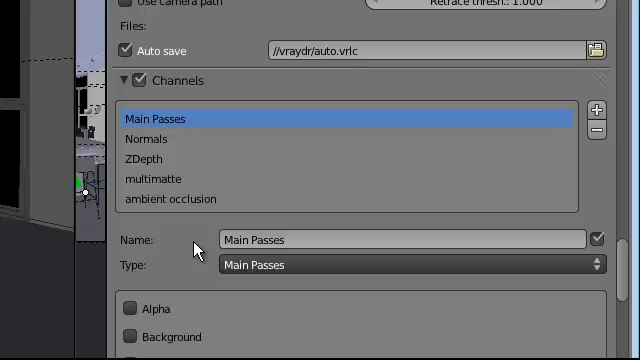 Use camera path
Retrace thresh.: 1.000
Files:
Auto save
//vraydr/auto.vrlc
Channels
Main Passes
Normals
ZDepth
multimatte
ambient occlusion
Name: Main Passes
Type: Main Passes
Alpha
Background